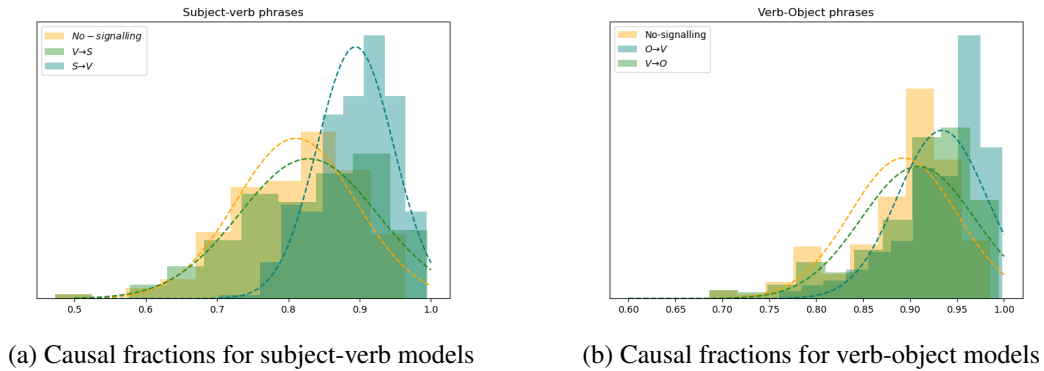 Subject-verb phrases
No − signalling
V→S
S→V
0.5 0.6 0.7 0.8 0.9 1.0
(a) Causal fractions for subject-verb models
Verb-Object phrases
No-signalling
O→V
V→O
0.60 0.65 0.70 0.75 0.80 0.85 0.90 0.95 1.00
(b) Causal fractions for verb-object models